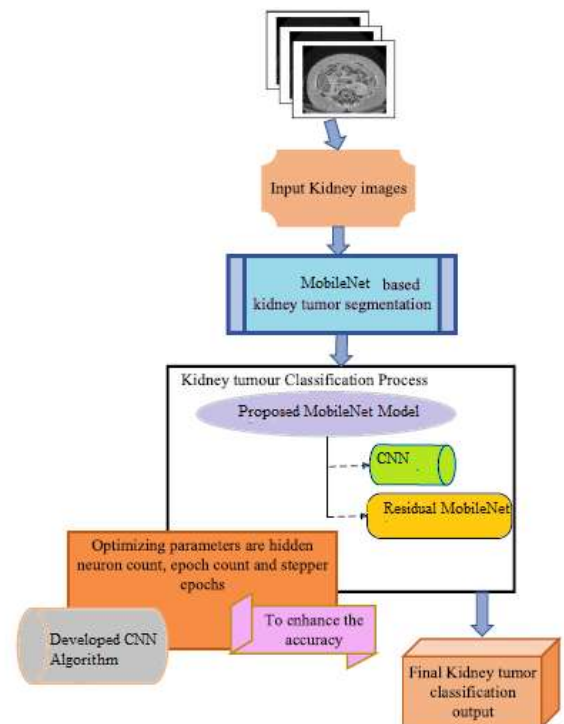 Input Kidney images
MobileNet based
kidney tumor segmentation
Kidney tumour Classification Process
Proposed MobileNet Model
CNN
Residual MobileNet
Optimizing parameters are hidden
neuron count, epoch count and stepper
epochs
To enhance the
accuracy
Developed CNN
Algorithm
Final Kidney tumor
classification
output